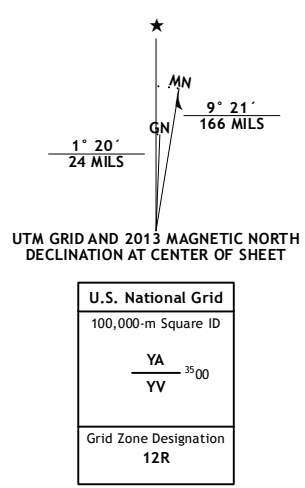 ★
MN
GN
9° 21´
166 MILS
1° 20´
24 MILS
UTM GRID AND 2013 MAGNETIC NORTH
DECLINATION AT CENTER OF SHEET
U.S. National Grid
100,000-m Square ID
YA
YV
³⁵00
Grid Zone Designation
12R